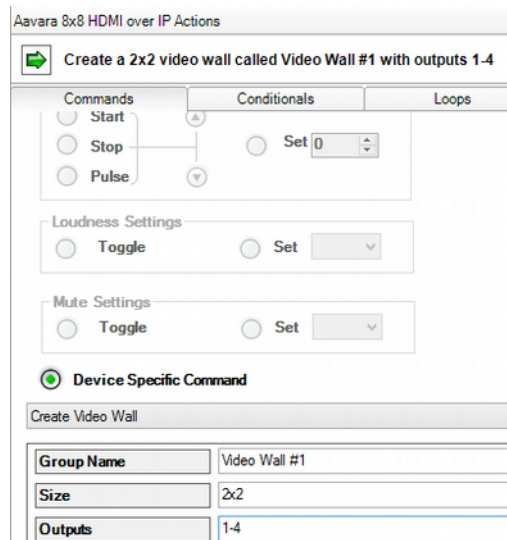 Aavara 8x8 HDMI over IP Actions
Create a 2x2 video wall called Video Wall #1 with outputs 1-4
Commands Conditionals Loops
Start
Stop
Set 0
Pulse
Loudness Settings
Toggle Set
Mute Settings
Toggle Set
Device Specific Command
Create Video Wall
Group Name Video Wall #1
Size 2x2
Outputs 1-4